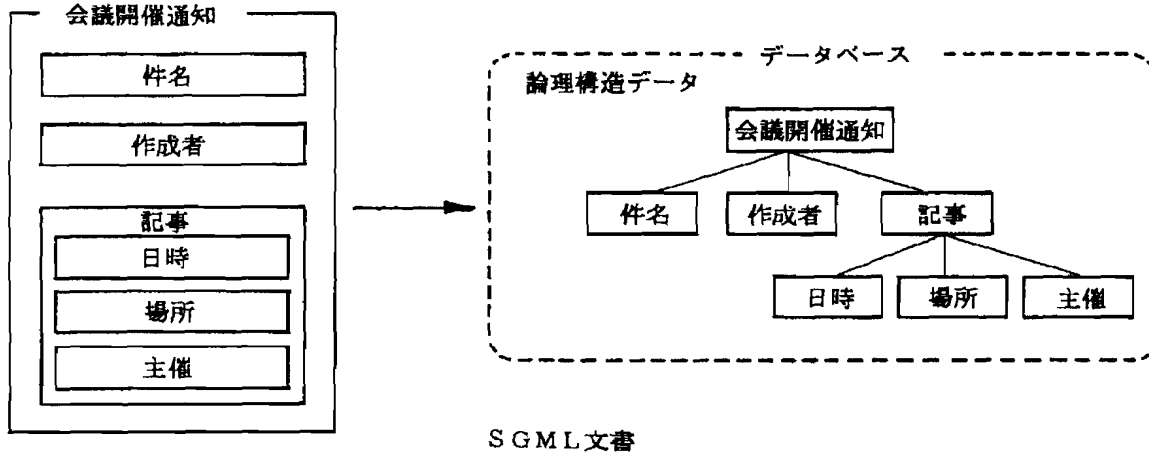 会議開催通知
件名
作成者
記事
日時
場所
主催
データベース
論理構造データ
会議開催通知
件名
作成者
記事
日時
場所
主催
SGML文書